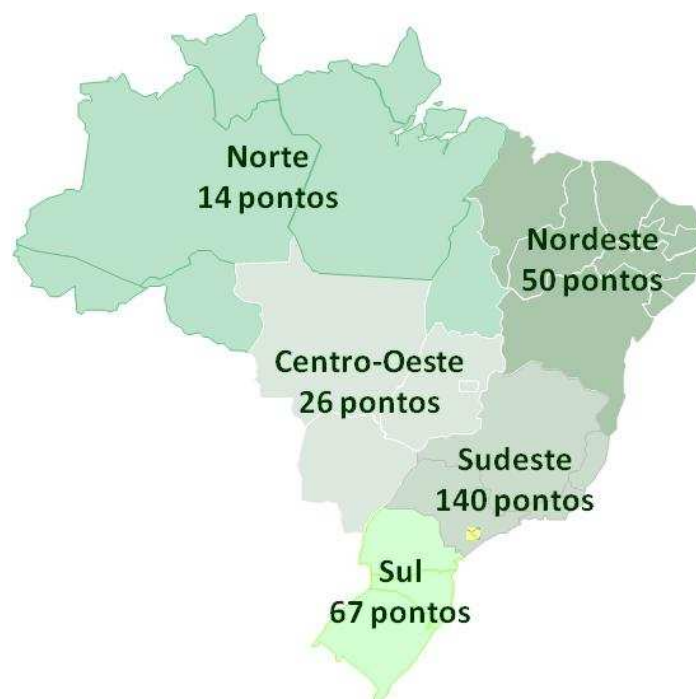 Norte
14 pontos
Nordeste
50 pontos
Centro-Oeste
26 pontos
Sudeste
140 pontos
Sul
67 pontos